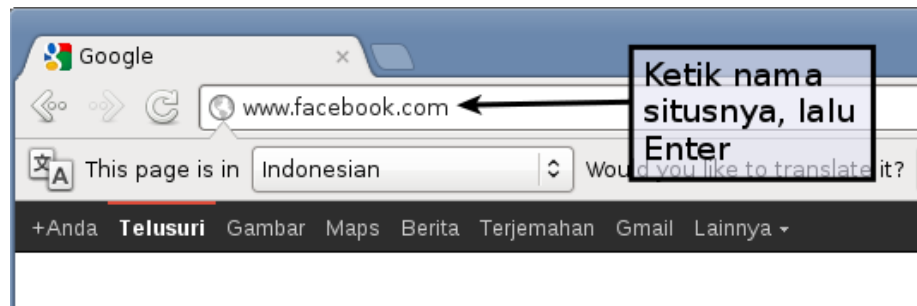 Google
www.facebook.com
Ketik nama
situsnya, lalu
Enter
This page is in Indonesian Would you like to translate it?
+Anda Telusuri Gambar Maps Berita Terjemahan Gmail Lainnya